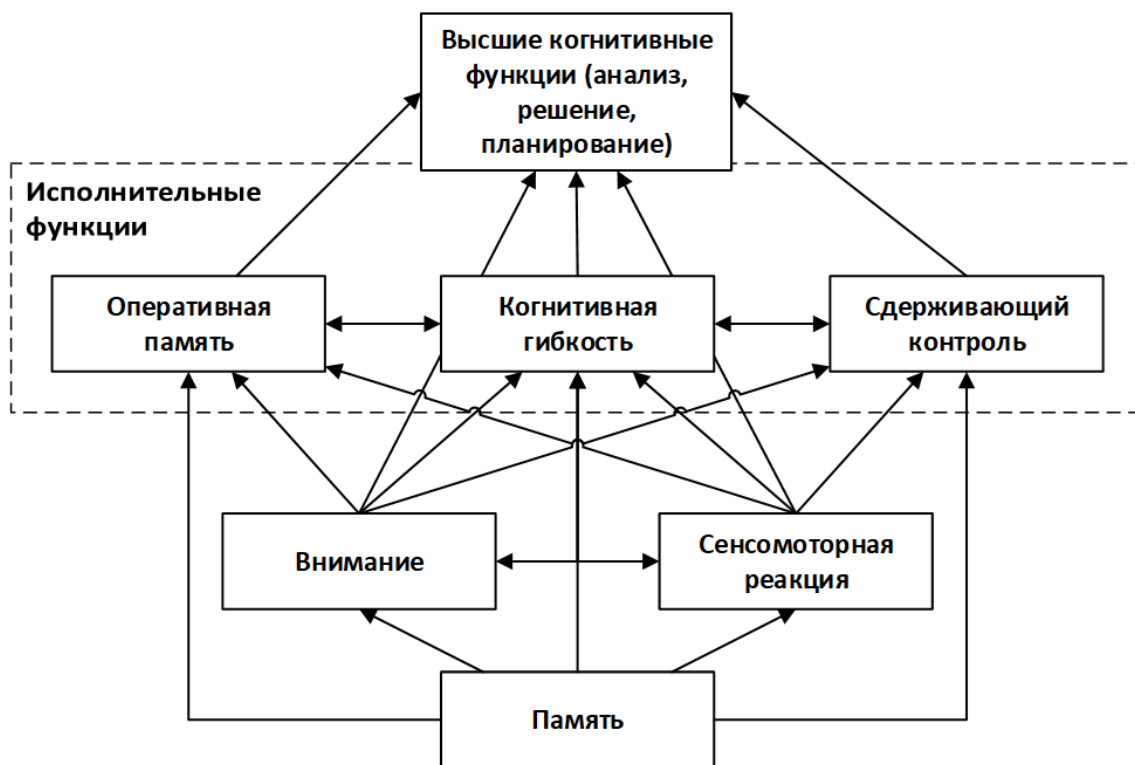 Высшие когнитивные
функции (анализ,
решение,
планирование)
Исполнительные
функции
Оперативная
память
Когнитивная
гибкость
Сдерживающий
контроль
Внимание
Сенсомоторная
реакция
Память